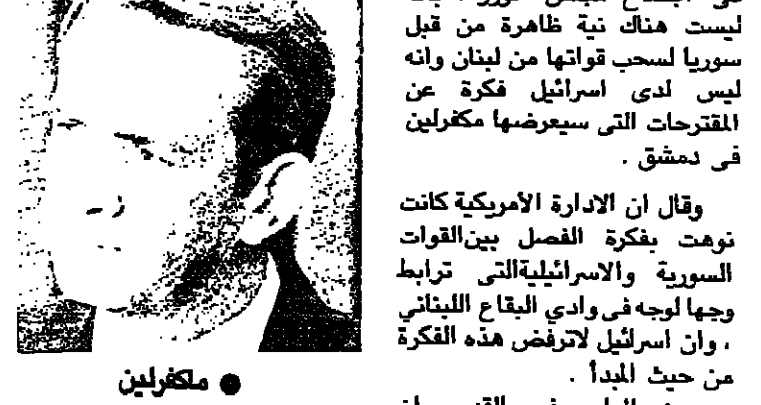 ليست هناك نية ظاهرة من قبل
سوريا لسحب قواتها من لبنان وانه
ليس لدى اسرائيل فكرة عن
المقترحات التى سيعرضها مكفرلين
فى دمشق .
وقال ان الادارة الأمريكية كانت
نوهت بفكرة الفصل بين القوات
السورية والاسرائيلية التى ترابط
وجها لوجه فى وادي البقاع اللبناني
، وان اسرائيل لاترفض هذه الفكرة
من حيث المبدأ .
● ماكفرلين